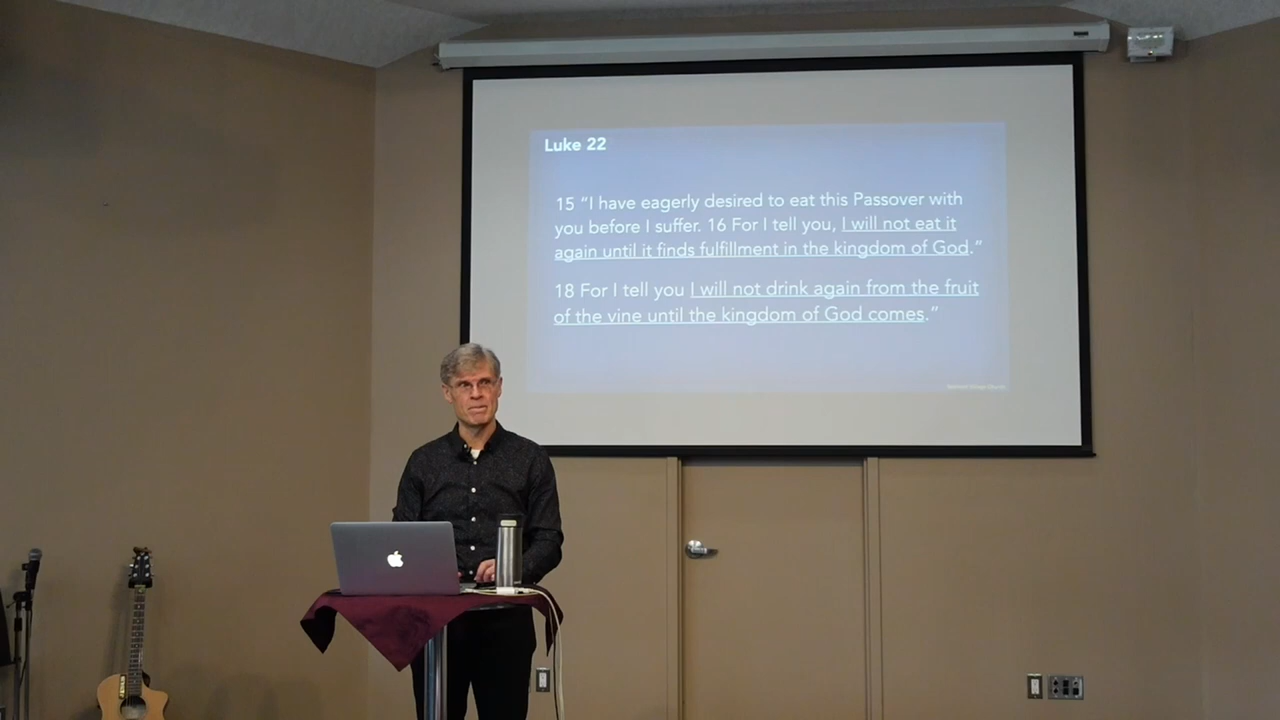 Luke 22
15 “I have eagerly desired to eat this Passover with
you before I suffer. 16 For I tell you, I will not eat it
again until it finds fulfillment in the kingdom of God.”
18 For I tell you I will not drink again from the fruit
of the vine until the kingdom of God comes.”